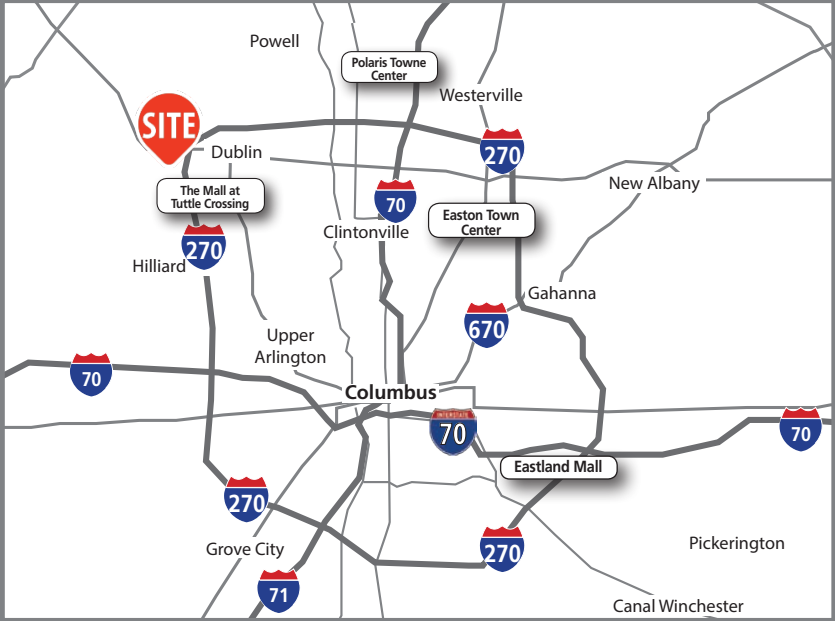 Powell
Polaris Towne
Center
Westerville
SITE
Dublin
270
The Mall at
Tuttle Crossing
70
New Albany
Easton Town
Center
Clintonville
270
Hilliard
Gahanna
670
Upper
Arlington
70
Columbus
INTERSTATE
70
70
Eastland Mall
270
Grove City
270
Pickerington
71
Canal Winchester